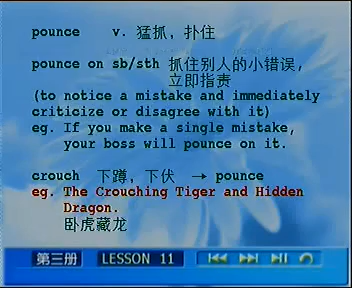 pounce v. 猛抓，扑住
pounce on sb/sth 抓住别人的小错误，
立即指责
(to notice a mistake and immediately
criticize or disagree with it)
eg. If you make a single mistake,
your boss will pounce on it.
crouch 下蹲，下伏 → pounce
eg. The Crouching Tiger and Hidden
Dragon.
卧虎藏龙
第三册 LESSON 11